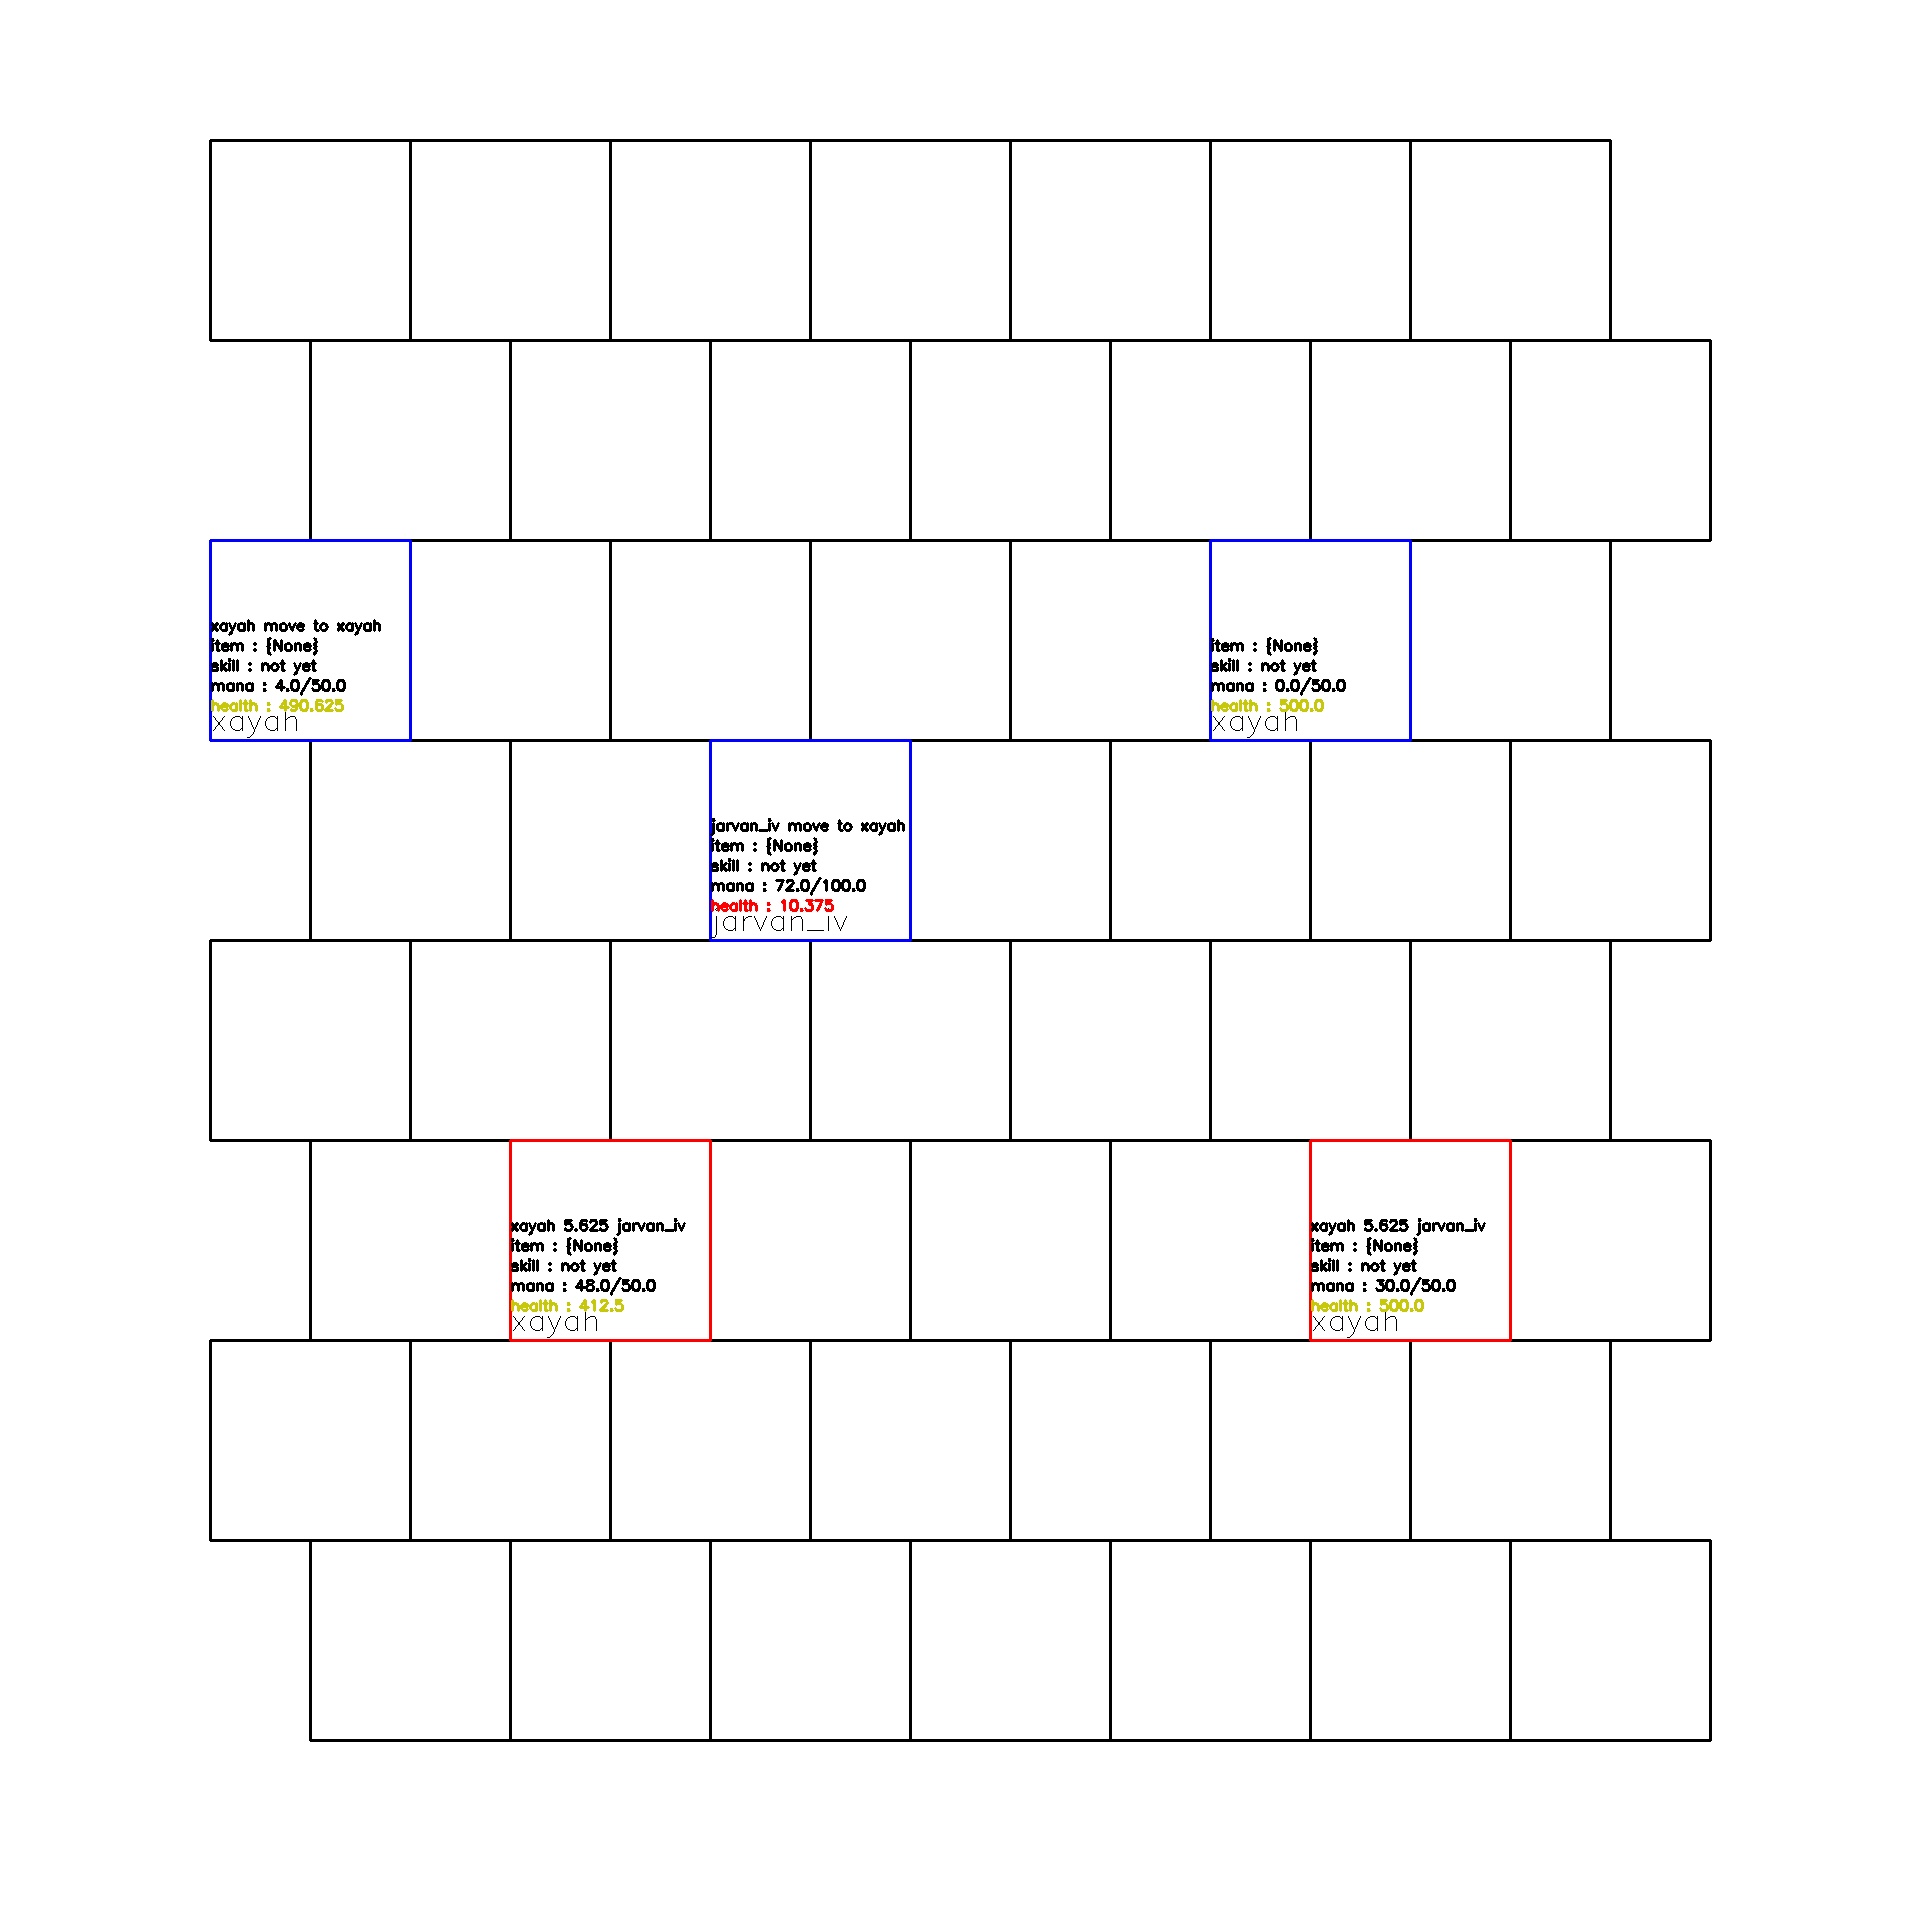 xayah move to xayah
item : {None}
skill : not yet
mana : 4.0/50.0
health : 490.625
xayah
item : {None}
skill : not yet
mana : 0.0/50.0
health : 500.0
xayah
jarvan_iv move to xayah
item : {None}
skill : not yet
mana : 72.0/100.0
health : 10.375
jarvan_iv
xayah 5.625 jarvan_iv
item : {None}
skill : not yet
mana : 48.0/50.0
health : 412.5
xayah
xayah 5.625 jarvan_iv
item : {None}
skill : not yet
mana : 30.0/50.0
health : 500.0
xayah